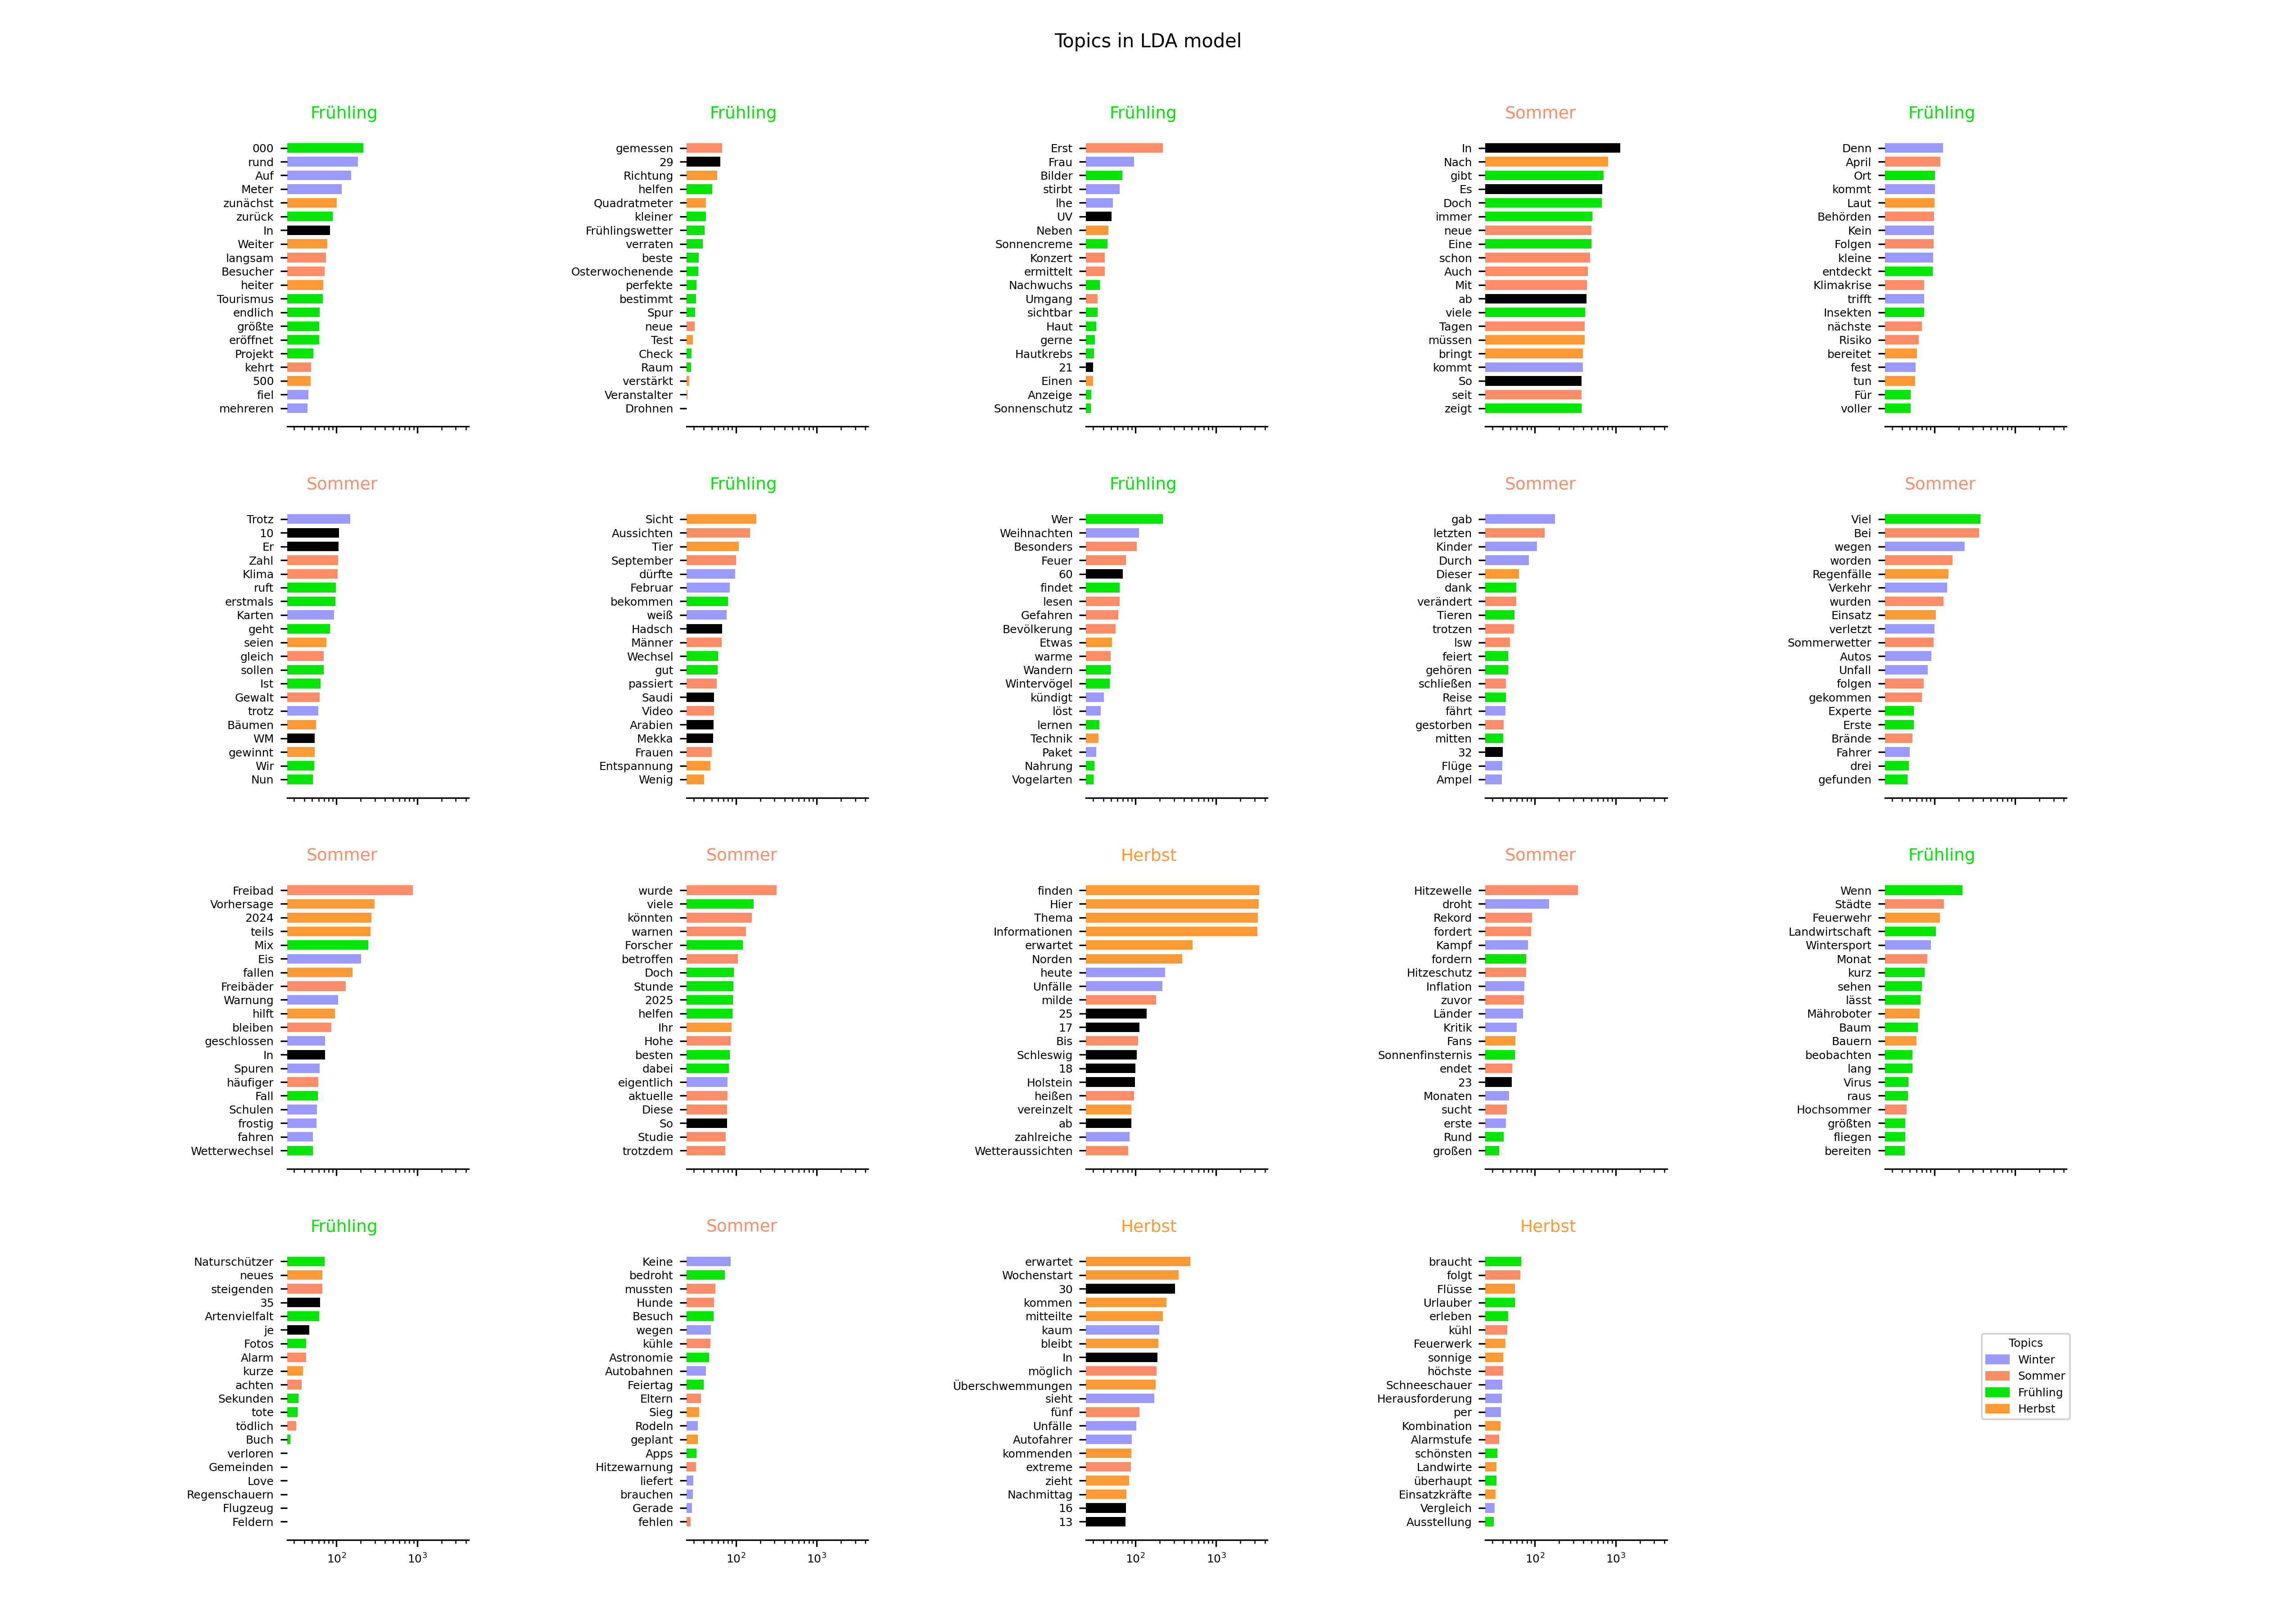 Topics in LDA model
Frühling
000
rund
Auf
Meter
zunächst
zurück
In
Weiter
langsam
Besucher
heiter
Tourismus
endlich
größte
eröffnet
Projekt
kehrt
500
fiel
mehreren
Frühling
gemessen
29
Richtung
helfen
Quadratmeter
kleiner
Frühlingswetter
verraten
beste
Osterwochenende
perfekte
bestimmt
Spur
neue
Test
Check
Raum
verstärkt
Veranstalter
Drohnen
Frühling
Erst
Frau
Bilder
stirbt
Ihe
UV
Neben
Sonnencreme
Konzert
ermittelt
Nachwuchs
Umgang
sichtbar
Haut
gerne
Hautkrebs
21
Einen
Anzeige
Sonnenschutz
Sommer
In
Nach
gibt
Es
Doch
immer
neue
Eine
schon
Auch
Mit
ab
viele
Tagen
müssen
bringt
kommt
So
seit
zeigt
Frühling
Denn
April
Ort
kommt
Laut
Behörden
Kein
Folgen
kleine
entdeckt
Klimakrise
trifft
Insekten
nächste
Risiko
bereitet
fest
tun
Für
voller
Sommer
Trotz
10
Er
Zahl
Klima
ruft
erstmals
Karten
geht
seien
gleich
sollen
Ist
Gewalt
trotz
Bäumen
WM
gewinnt
Wir
Nun
Frühling
Sicht
Aussichten
Tier
September
dürfte
Februar
bekommen
weiß
Hadsch
Männer
Wechsel
gut
passiert
Saudi
Video
Arabien
Mekka
Frauen
Entspannung
Wenig
Frühling
Wer
Weihnachten
Besonders
Feuer
60
findet
lesen
Gefahren
Bevölkerung
Etwas
warme
Wandern
Wintervögel
kündigt
löst
lernen
Technik
Paket
Nahrung
Vogelarten
Sommer
gab
letzten
Kinder
Durch
Dieser
dank
verändert
Tieren
trotzen
lsw
feiert
gehören
schließen
Reise
fährt
gestorben
mitten
32
Flüge
Ampel
Sommer
Viel
Bei
wegen
worden
Regenfälle
Verkehr
wurden
Einsatz
verletzt
Sommerwetter
Autos
Unfall
folgen
gekommen
Experte
Erste
Brände
Fahrer
drei
gefunden
Sommer
Freibad
Vorhersage
2024
teils
Mix
Eis
fallen
Freibäder
Warnung
hilft
bleiben
geschlossen
In
Spuren
häufiger
Fall
Schulen
frostig
fahren
Wetterwechsel
Sommer
wurde
viele
könnten
warnen
Forscher
betroffen
Doch
Stunde
2025
helfen
Ihr
Hohe
besten
dabei
eigentlich
aktuelle
Diese
So
Studie
trotzdem
Herbst
finden
Hier
Thema
Informationen
erwartet
Norden
heute
Unfälle
milde
25
17
Bis
Schleswig
18
Holstein
heißen
vereinzelt
ab
zahlreiche
Wetteraussichten
Sommer
Hitzewelle
droht
Rekord
fordert
Kampf
fordern
Hitzeschutz
Inflation
zuvor
Länder
Kritik
Fans
Sonnenfinsternis
endet
23
Monaten
sucht
erste
Rund
großen
Frühling
Wenn
Städte
Feuerwehr
Landwirtschaft
Wintersport
Monat
kurz
sehen
lässt
Mähroboter
Baum
Bauern
beobachten
lang
Virus
raus
Hochsommer
größten
fliegen
bereiten
Frühling
Naturschützer
neues
steigenden
35
Artenvielfalt
je
Fotos
Alarm
kurze
achten
Sekunden
tote
tödlich
Buch
verloren
Gemeinden
Love
Regenschauern
Flugzeug
Feldern
10² 10³
Sommer
Keine
bedroht
mussten
Hunde
Besuch
wegen
kühle
Astronomie
Autobahnen
Feiertag
Eltern
Sieg
Rodeln
geplant
Apps
Hitzewarnung
liefert
brauchen
Gerade
fehlen
10² 10³
Herbst
erwartet
Wochenstart
30
kommen
mitteilte
kaum
bleibt
In
möglich
Überschwemmungen
sieht
fünf
Unfälle
Autofahrer
kommenden
extreme
zieht
Nachmittag
16
13
10² 10³
Herbst
braucht
folgt
Flüsse
Urlauber
erleben
kühl
Feuerwerk
sonnige
höchste
Schneeschauer
Herausforderung
per
Kombination
Alarmstufe
schönsten
Landwirte
überhaupt
Einsatzkräfte
Vergleich
Ausstellung
10² 10³
Topics
Winter
Sommer
Frühling
Herbst